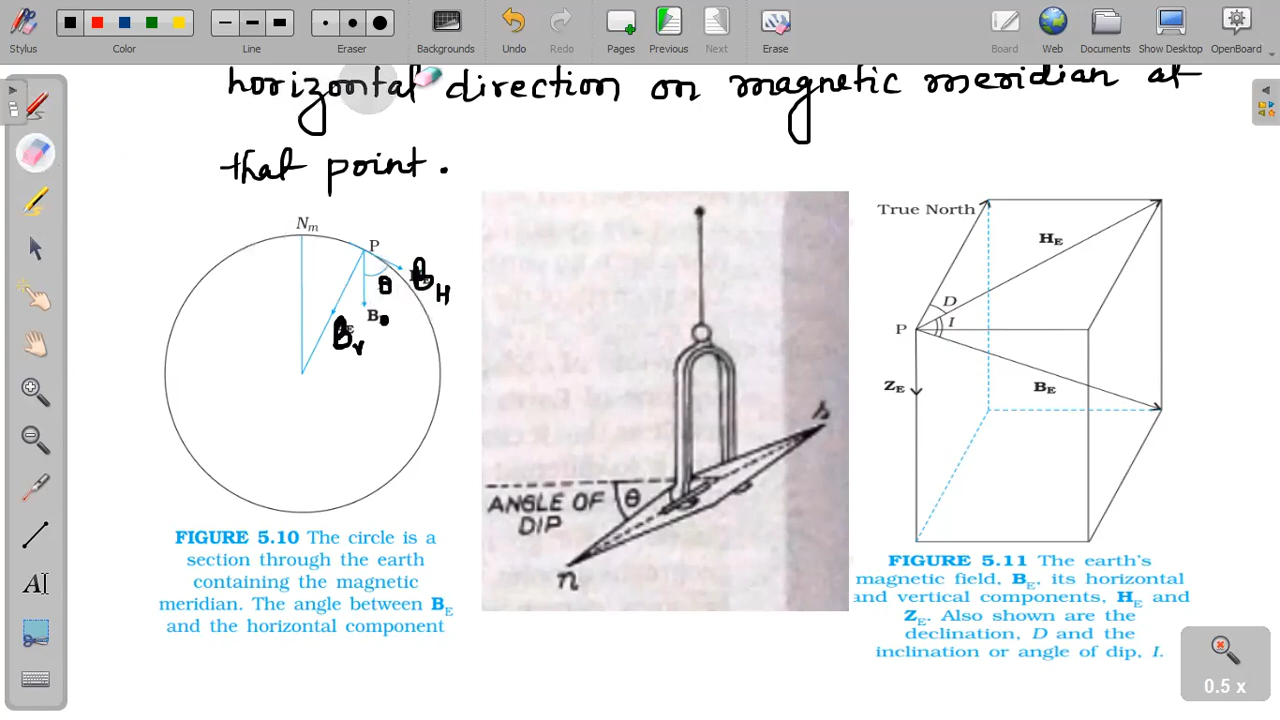 Stylus
Color
Line
Eraser
Backgrounds
Undo
Redo
Pages
Previous
Next
Erase
Board
Web
Documents
Show Desktop
OpenBoard
horizontal direction on magnetic meridian at
that point.
Nm
P
θ
BH
B
Bv
FIGURE 5.10 The circle is a
section through the earth
containing the magnetic
meridian. The angle between BE
and the horizontal component
s
ANGLE OF
DIP
θ
n
True North
HE
D
I
P
ZE
BE
FIGURE 5.11 The earth's
magnetic field, BE, its horizontal
and vertical components, HE and
ZE. Also shown are the
declination, D and the
inclination or angle of dip, I.
0.5 x